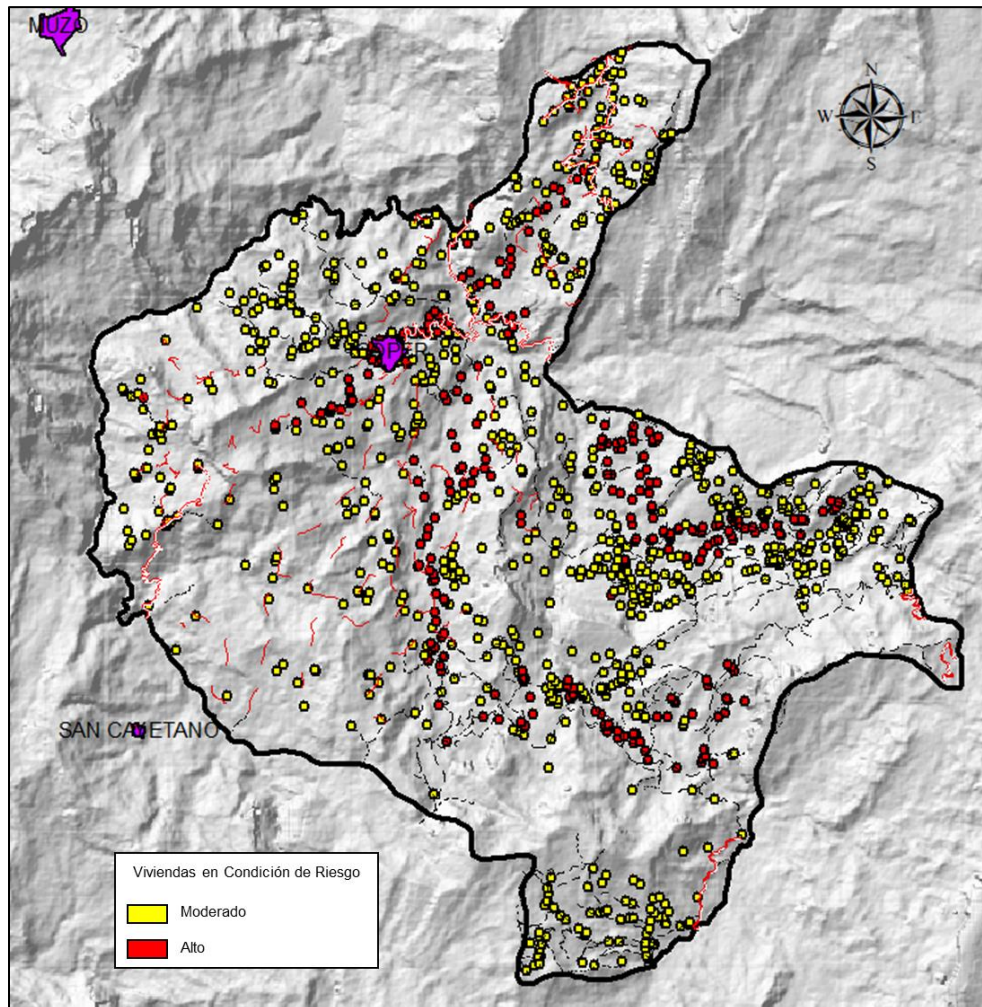 MUZO
N
W E
S
SAN CAYETANO
Viviendas en Condición de Riesgo
Moderado
Alto